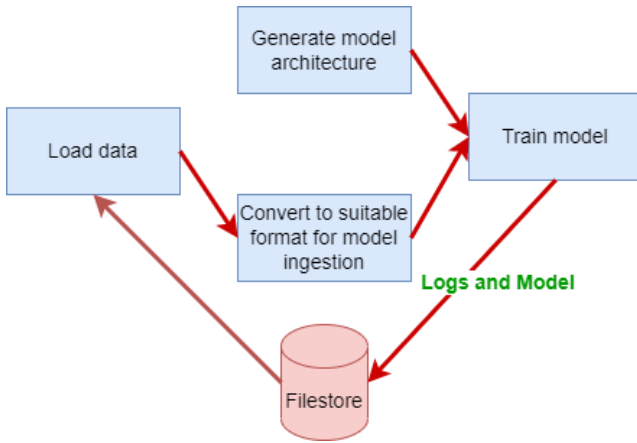 Generate model
architecture
Load data
Train model
Convert to suitable
format for model
ingestion
Logs and Model
Filestore